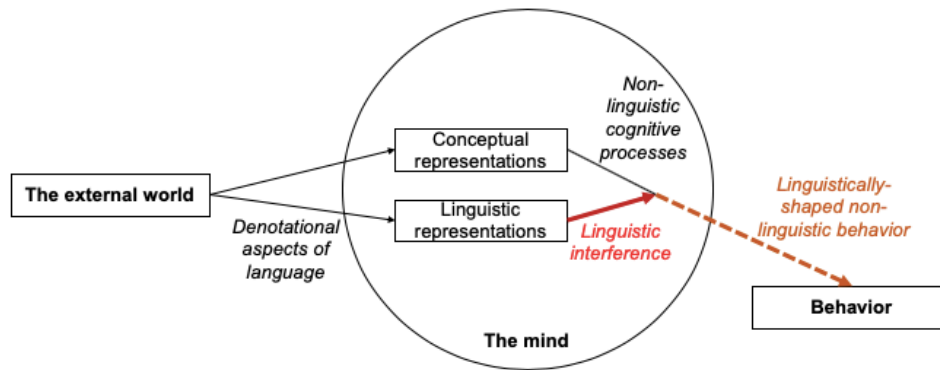 Non-
linguistic
cognitive
processes
Conceptual
representations
The external world
Linguistic
representations
Denotational
aspects of
language
Linguistic
interference
Linguistically-
shaped non-
linguistic behavior
Behavior
The mind